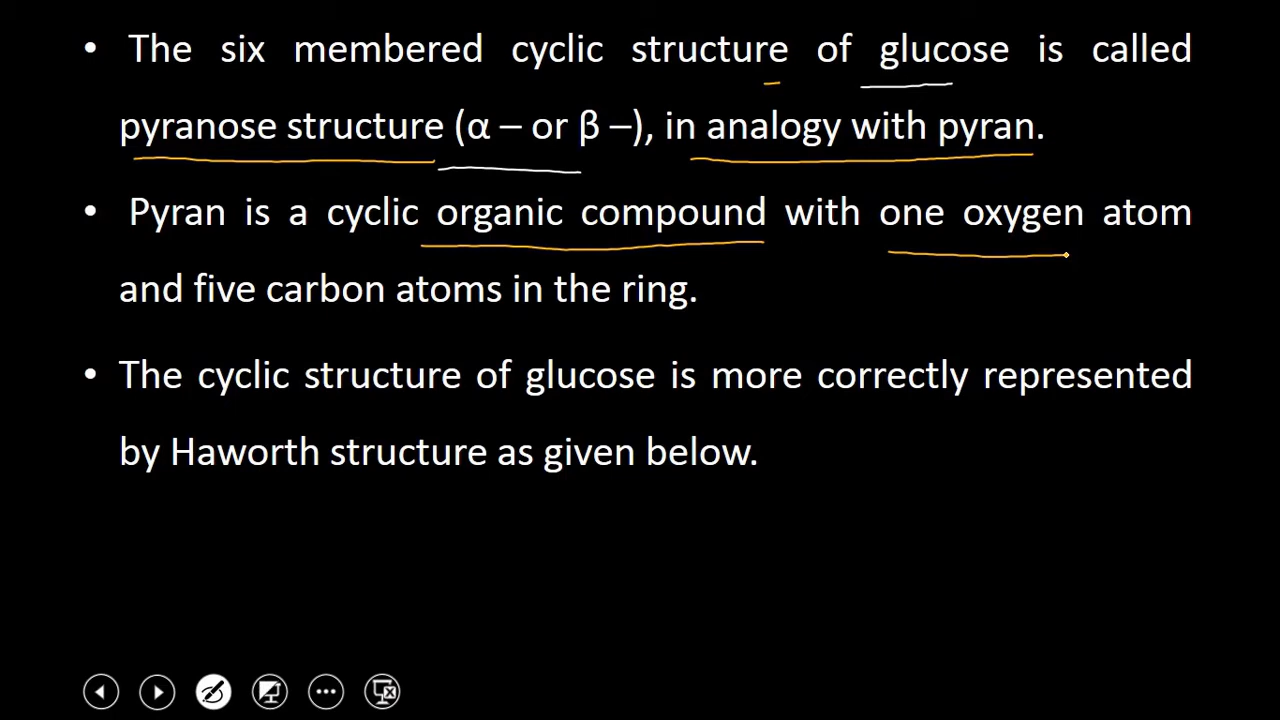 • The six membered cyclic structure of glucose is called
pyranose structure (α – or β –), in analogy with pyran.
• Pyran is a cyclic organic compound with one oxygen atom
and five carbon atoms in the ring.
• The cyclic structure of glucose is more correctly represented
by Haworth structure as given below.